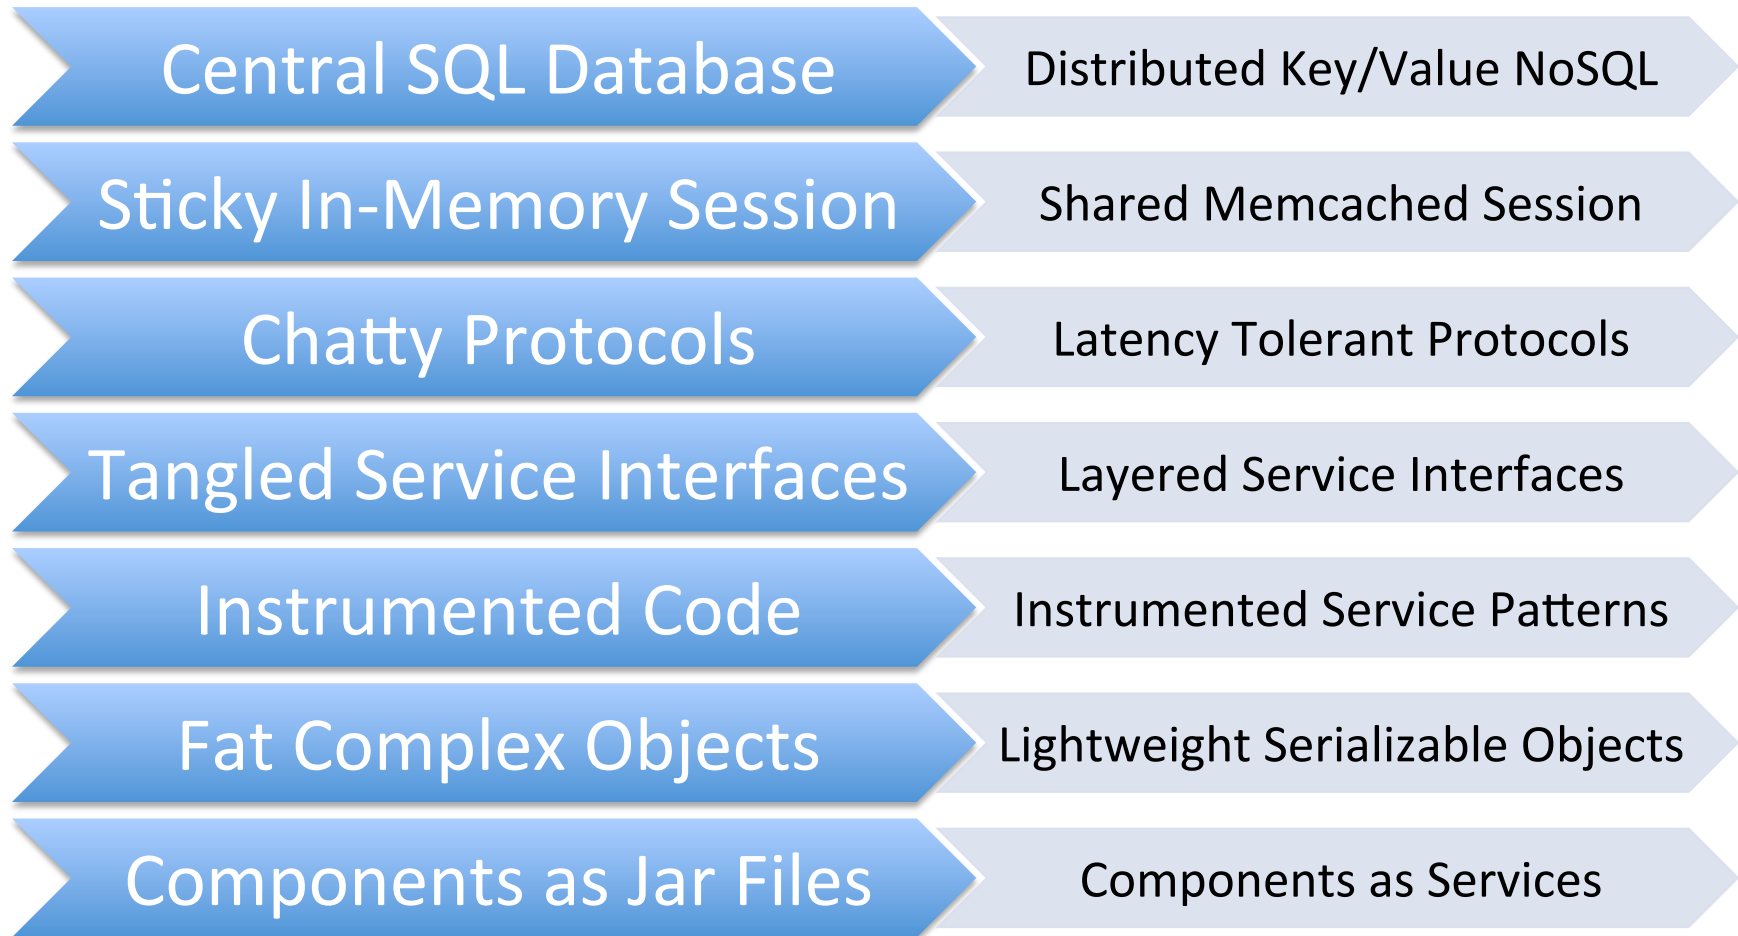 Central SQL Database
Distributed Key/Value NoSQL
Sticky In-Memory Session
Shared Memcached Session
Chatty Protocols
Latency Tolerant Protocols
Tangled Service Interfaces
Layered Service Interfaces
Instrumented Code
Instrumented Service Patterns
Fat Complex Objects
Lightweight Serializable Objects
Components as Jar Files
Components as Services